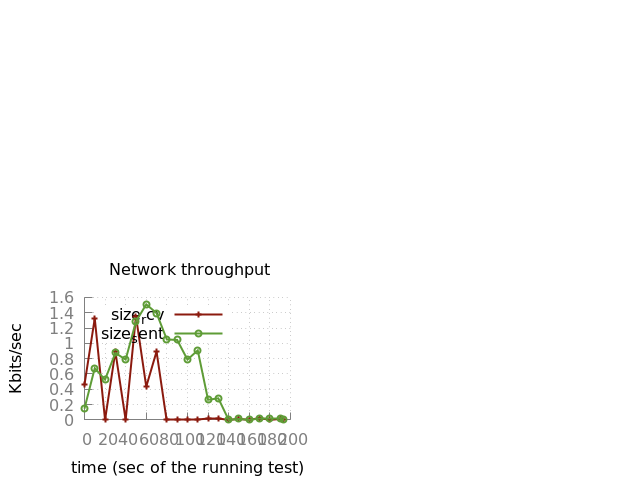 Network throughput
1.6
1.4
1.2
1
0.8
0.6
0.4
0.2
0
size_rcv
size_sent
Kbits/sec
0 20 40 60 80 100 120 140 160 180 200
time (sec of the running test)